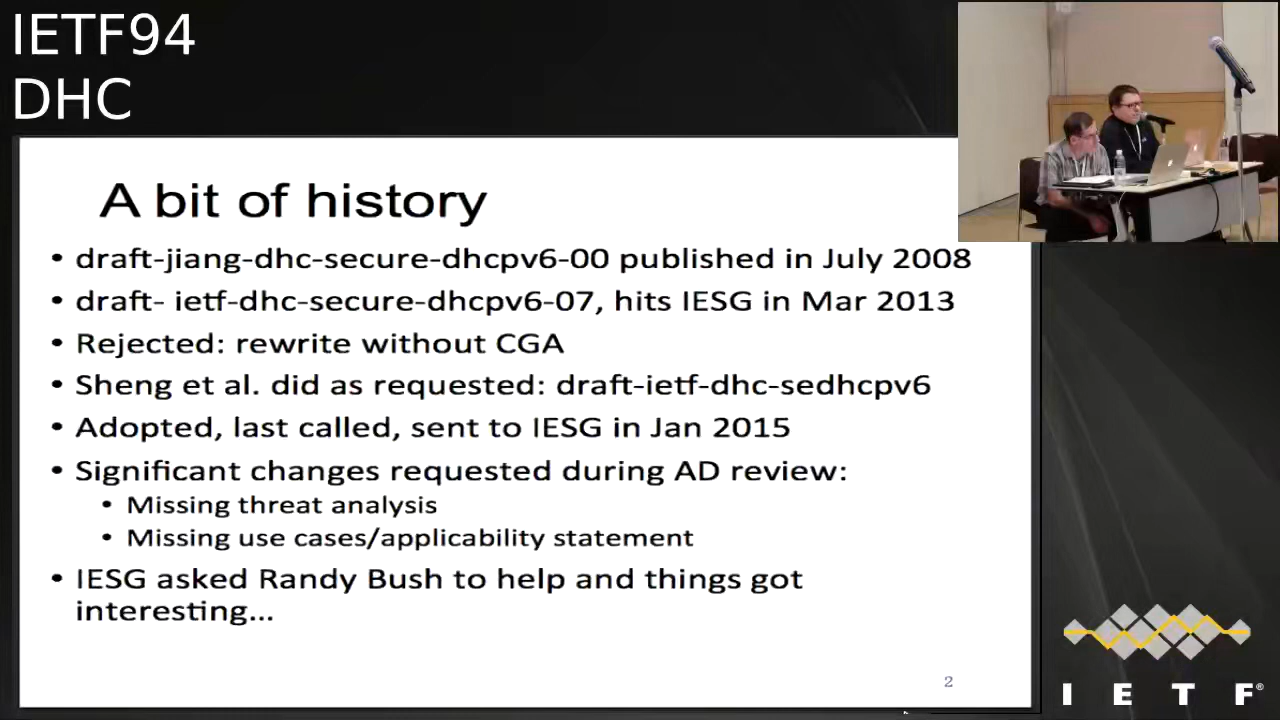 IETF94
DHC
A bit of history
• draft-jiang-dhc-secure-dhcpv6-00 published in July 2008
• draft- ietf-dhc-secure-dhcpv6-07, hits IESG in Mar 2013
• Rejected: rewrite without CGA
• Sheng et al. did as requested: draft-ietf-dhc-sedhcpv6
• Adopted, last called, sent to IESG in Jan 2015
• Significant changes requested during AD review:
• Missing threat analysis
• Missing use cases/applicability statement
• IESG asked Randy Bush to help and things got
interesting...
2
I E T F®